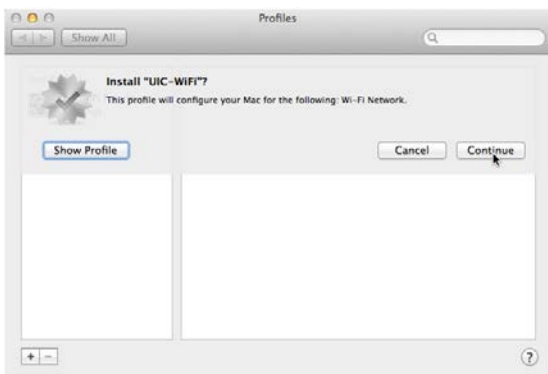 Profiles
Show All
Install "UIC-WiFi"?
This profile will configure your Mac for the following: Wi-Fi Network.
Show Profile
Cancel
Continue
+ −
?